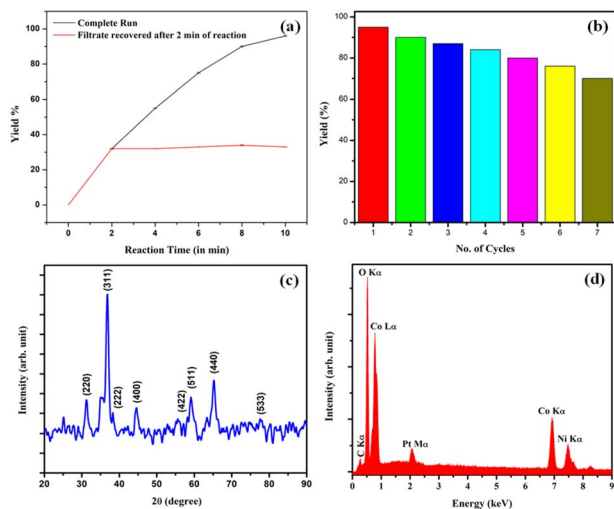 (a)
Complete Run
Filtrate recovered after 2 min of reaction
Yield %
100
80
60
40
20
0
0 2 4 6 8 10
Reaction Time (in min)
(b)
Yield (%)
100
80
60
40
20
0
1 2 3 4 5 6 7
No. of Cycles
(c)
Intensity (arb. unit)
(220)
(311)
(222)
(400)
(422)
(511)
(440)
(533)
20 30 40 50 60 70 80 90
2θ (degree)
(d)
Intensity (arb. unit)
O Kα
Co Lα
C Kα
Pt Mα
Co Kα
Ni Kα
0 1 2 3 4 5 6 7 8 9
Energy (keV)